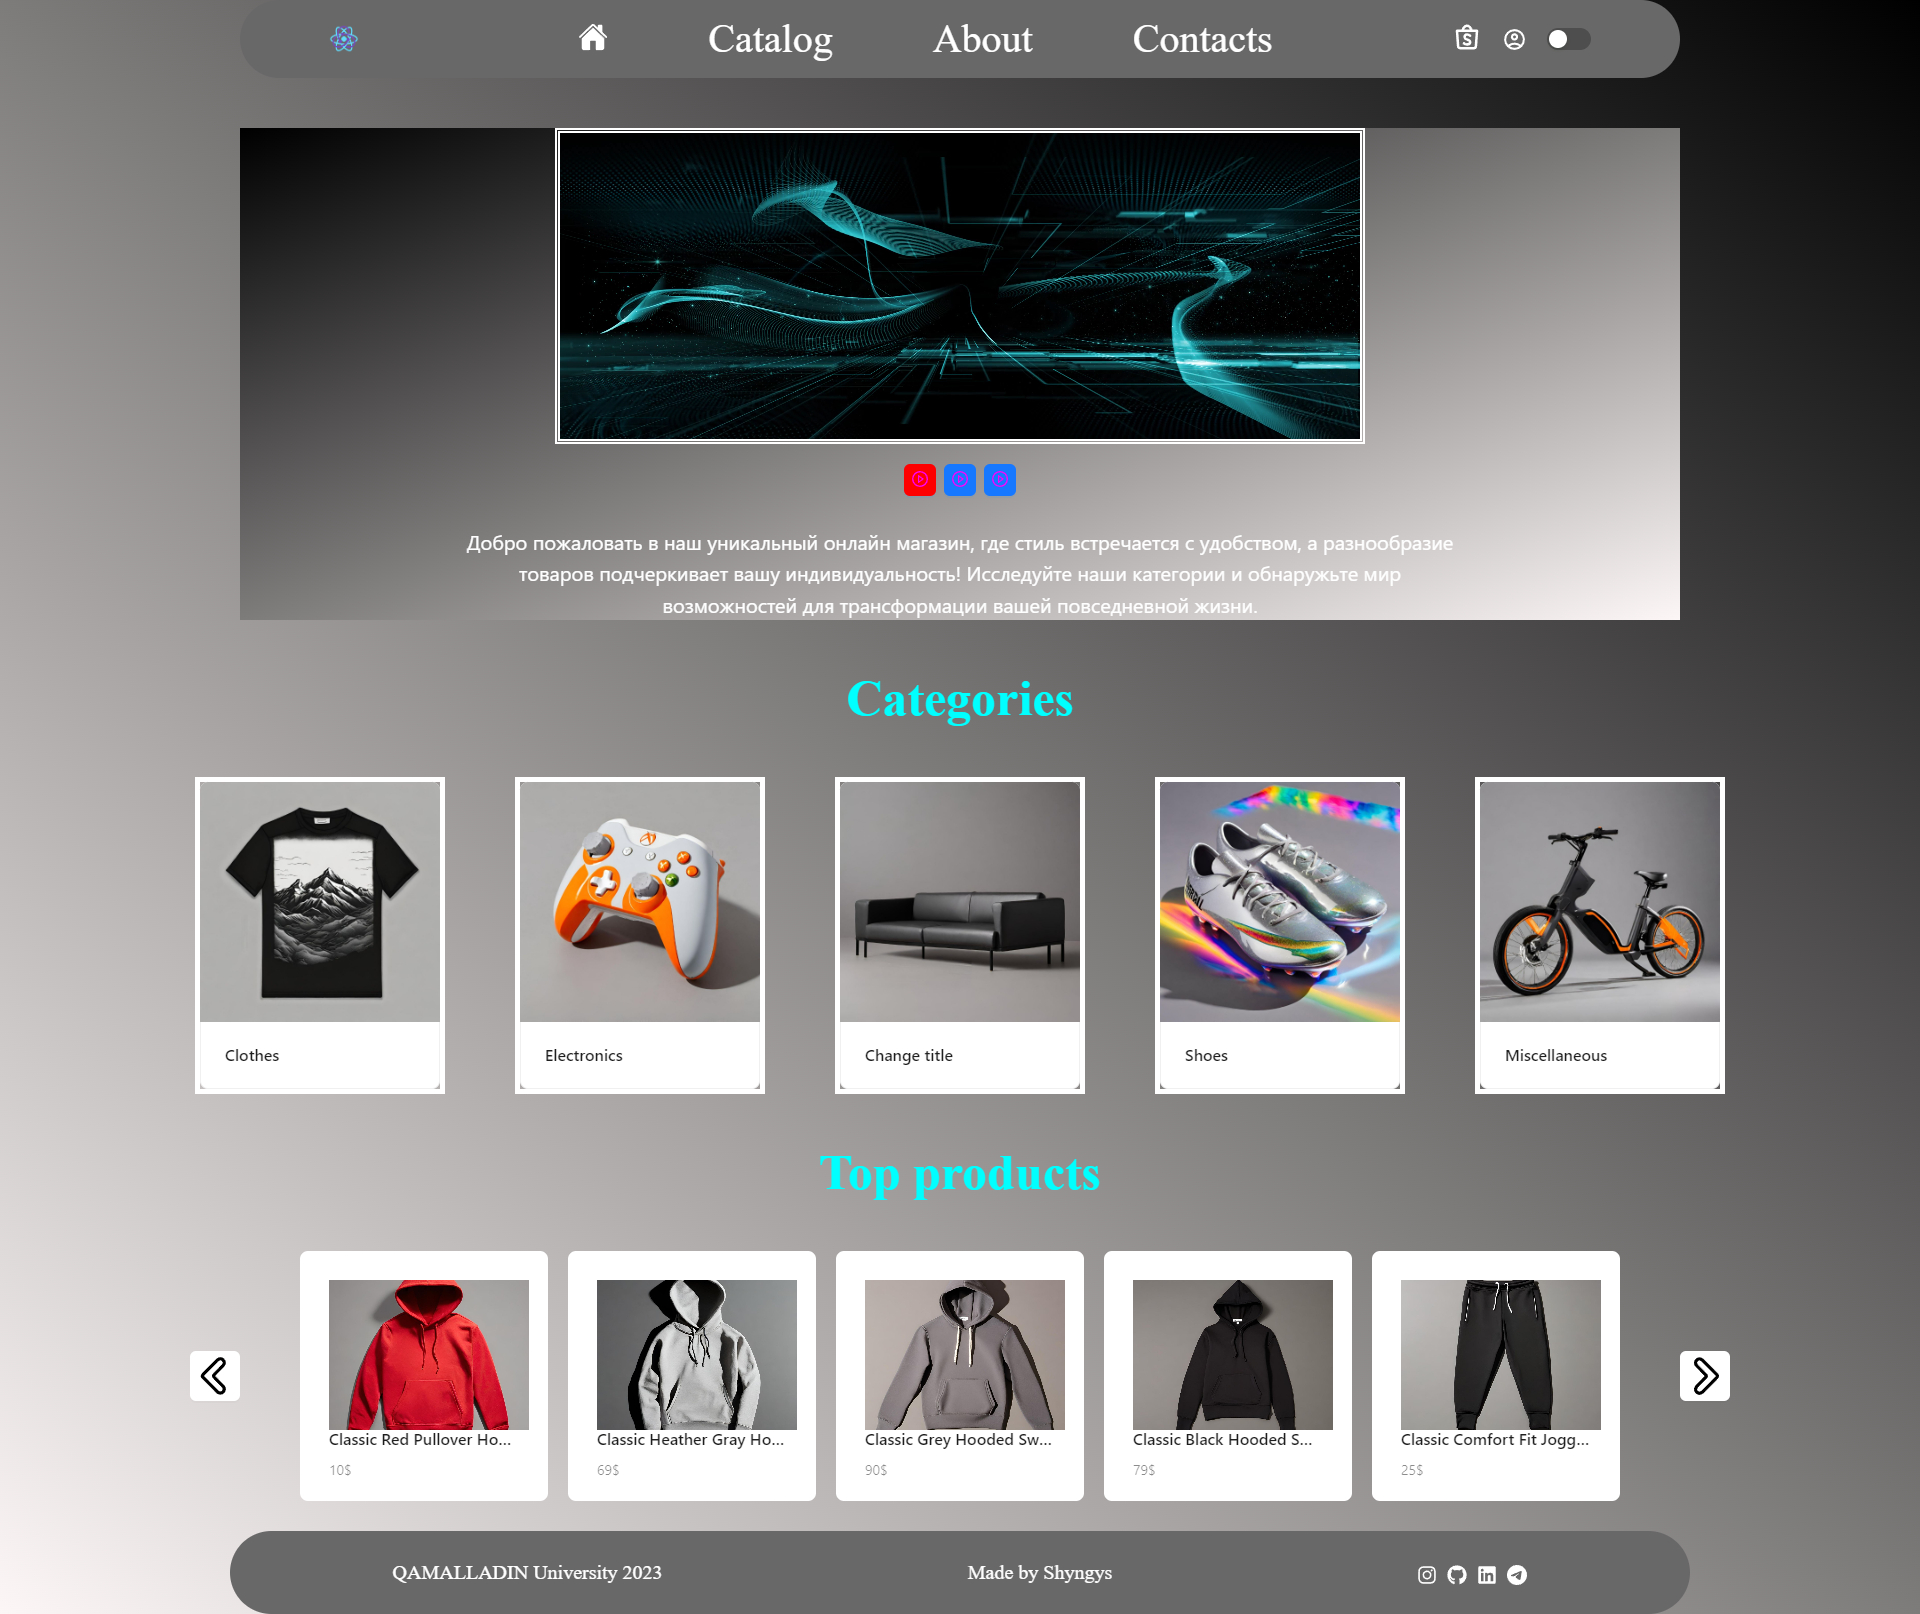 Catalog
About
Contacts
Добро пожаловать в наш уникальный онлайн магазин, где стиль встречается с удобством, а разнообразие
товаров подчеркивает вашу индивидуальность! Исследуйте наши категории и обнаружьте мир
возможностей для трансформации вашей повседневной жизни.
Categories
Clothes
Electronics
Change title
Shoes
Miscellaneous
Top products
Classic Red Pullover Ho...
10$
Classic Heather Gray Ho...
69$
Classic Grey Hooded Sw...
90$
Classic Black Hooded S...
79$
Classic Comfort Fit Jogg...
25$
QAMALLADIN University 2023
Made by Shyngys